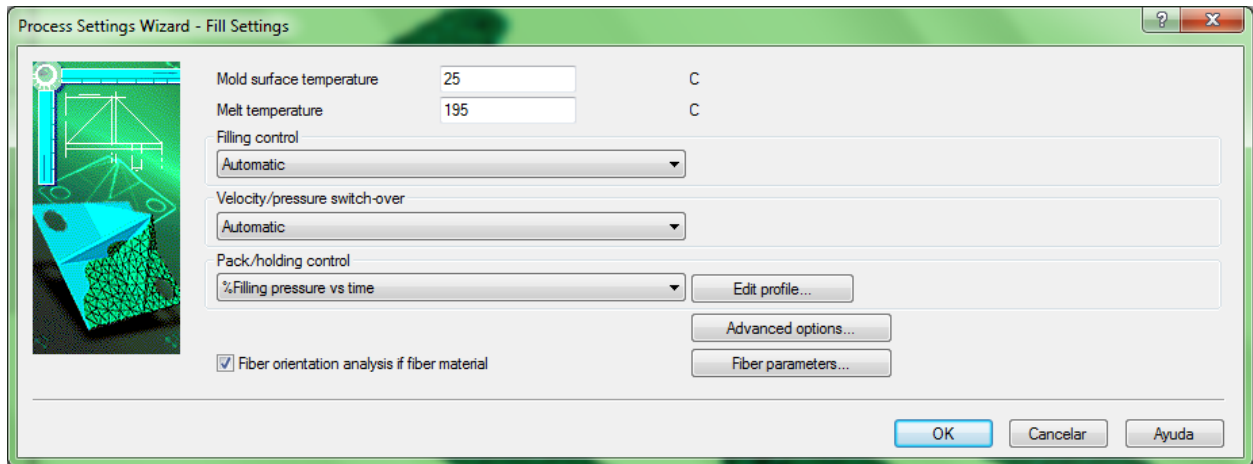 Process Settings Wizard - Fill Settings
Mold surface temperature 25 C
Melt temperature 195 C
Filling control
Automatic
Velocity/pressure switch-over
Automatic
Pack/holding control
%Filling pressure vs time Edit profile...
Advanced options...
Fiber orientation analysis if fiber material Fiber parameters...
OK Cancelar Ayuda